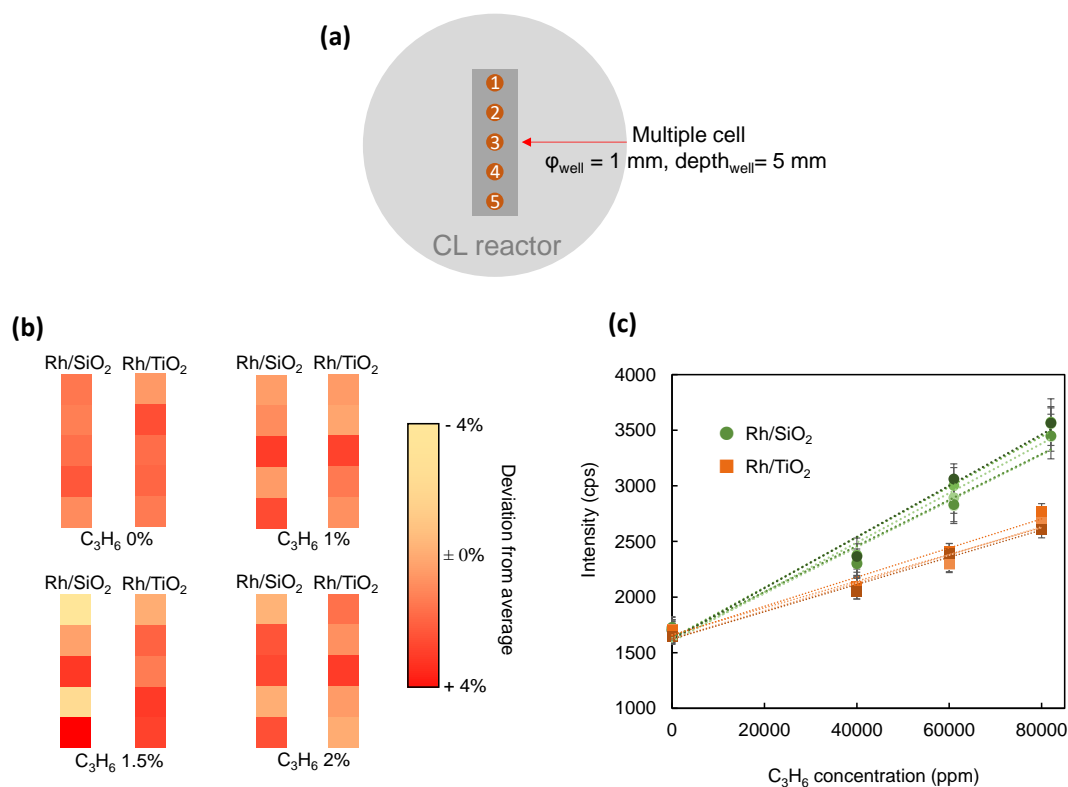 (a)
1
2
3
4
5
Multiple cell
φwell = 1 mm, depthwell= 5 mm
CL reactor
(b)
Rh/SiO2 Rh/TiO2
C3H6 0%
Rh/SiO2 Rh/TiO2
C3H6 1%
Rh/SiO2 Rh/TiO2
C3H6 1.5%
Rh/SiO2 Rh/TiO2
C3H6 2%
- 4%
± 0%
+ 4%
Deviation from average
(c)
4000
3500
3000
2500
2000
1500
1000
Intensity (cps)
Rh/SiO2
Rh/TiO2
0 20000 40000 60000 80000
C3H6 concentration (ppm)